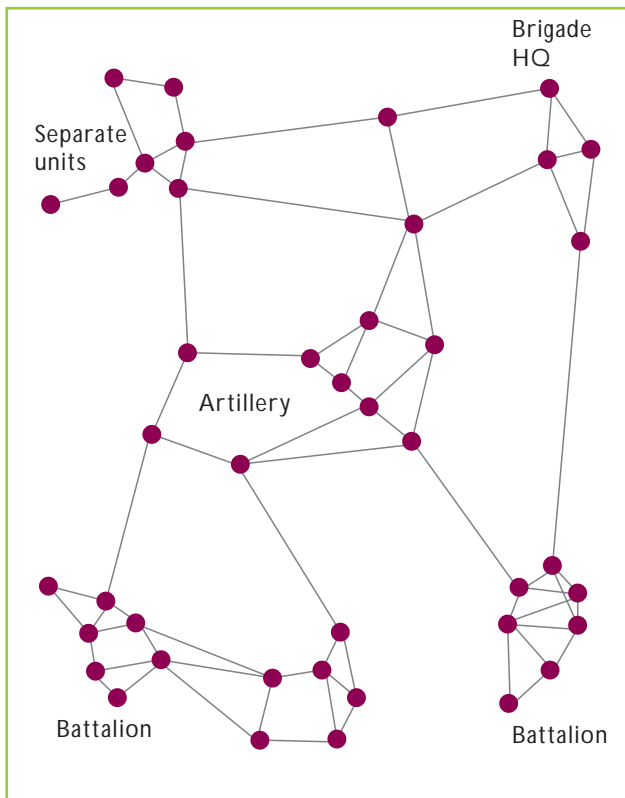 Brigade
HQ
Separate
units
Artillery
Battalion
Battalion